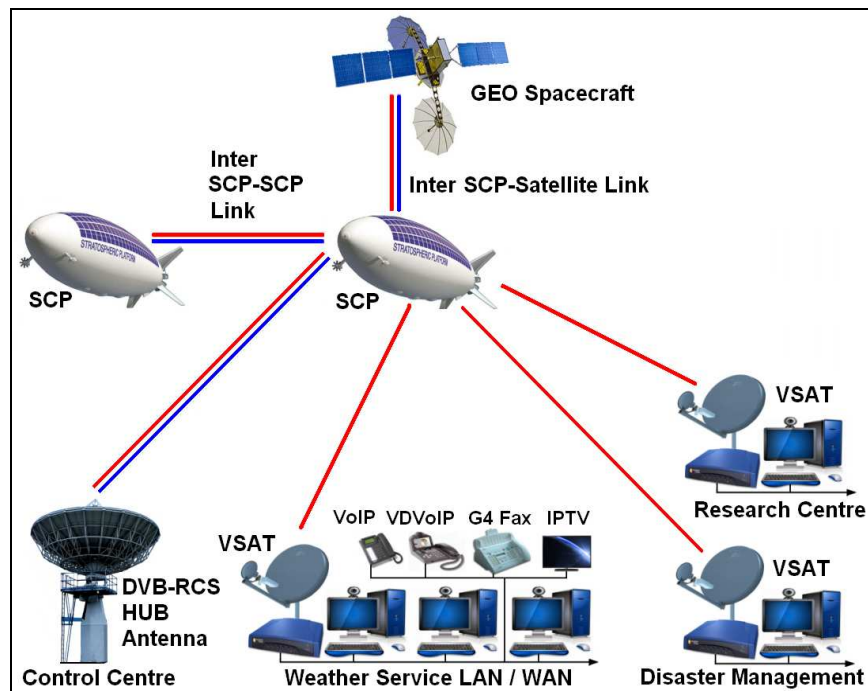 GEO Spacecraft
Inter
SCP-SCP
Link
Inter SCP-Satellite Link
STRATOSPHERIC PLATFORM
SCP
STRATOSPHERIC PLATFORM
SCP
VSAT
Research Centre
VoIP
VDVoIP
G4 Fax
IPTV
VSAT
VSAT
DVB-RCS
HUB
Antenna
Control Centre
Weather Service LAN / WAN
Disaster Management